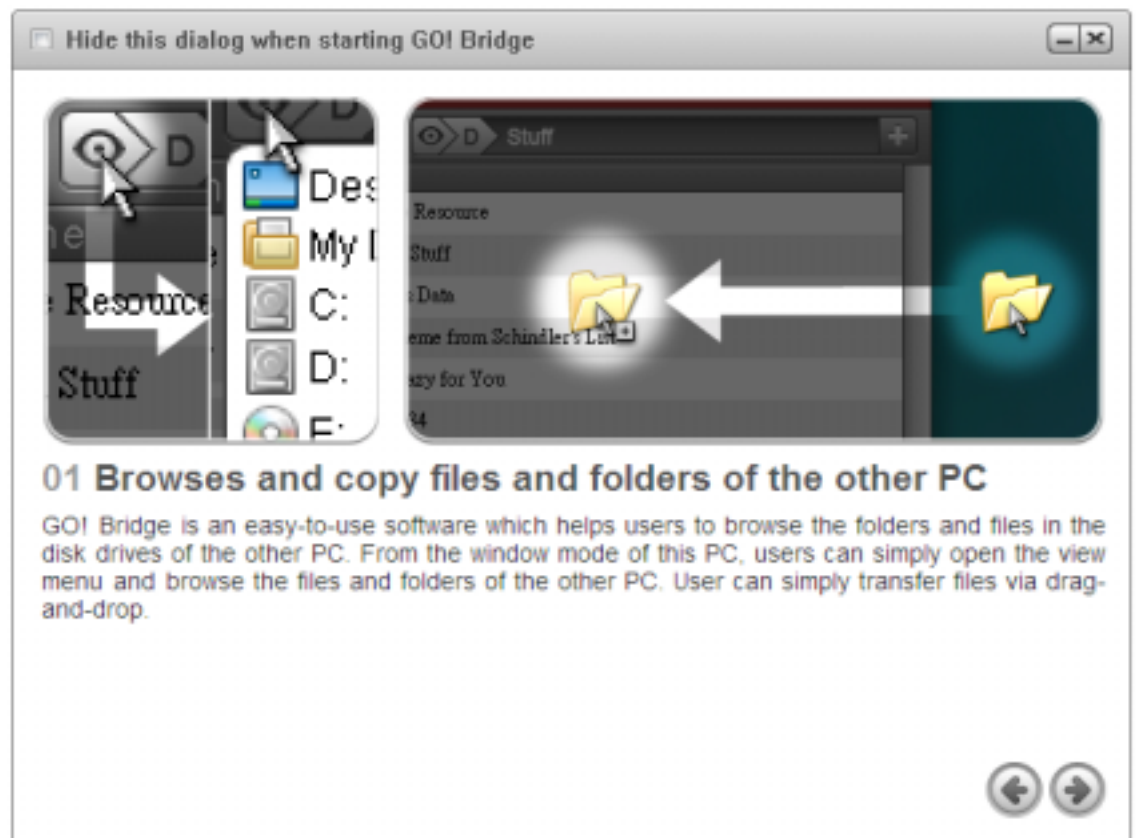 Hide this dialog when starting GO! Bridge
D
D
Des
My D
C:
D:
E:
Resource
Stuff
D Stuff
Resource
Stuff
Data
eme from Schindler's List
azy for You
34
01 Browses and copy files and folders of the other PC
GO! Bridge is an easy-to-use software which helps users to browse the folders and files in the
disk drives of the other PC. From the window mode of this PC, users can simply open the view
menu and browse the files and folders of the other PC. User can simply transfer files via drag-
and-drop.